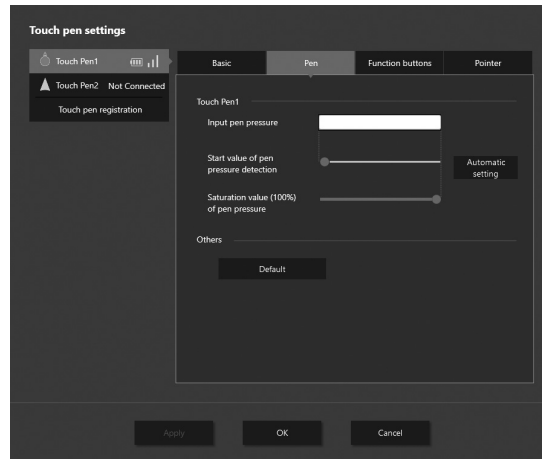 Touch pen settings
Touch Pen1
Touch Pen2 Not Connected
Touch pen registration
Basic Pen Function buttons Pointer
Touch Pen1
Input pen pressure
Start value of pen
pressure detection
Automatic
setting
Saturation value (100%)
of pen pressure
Others
Default
Apply OK Cancel